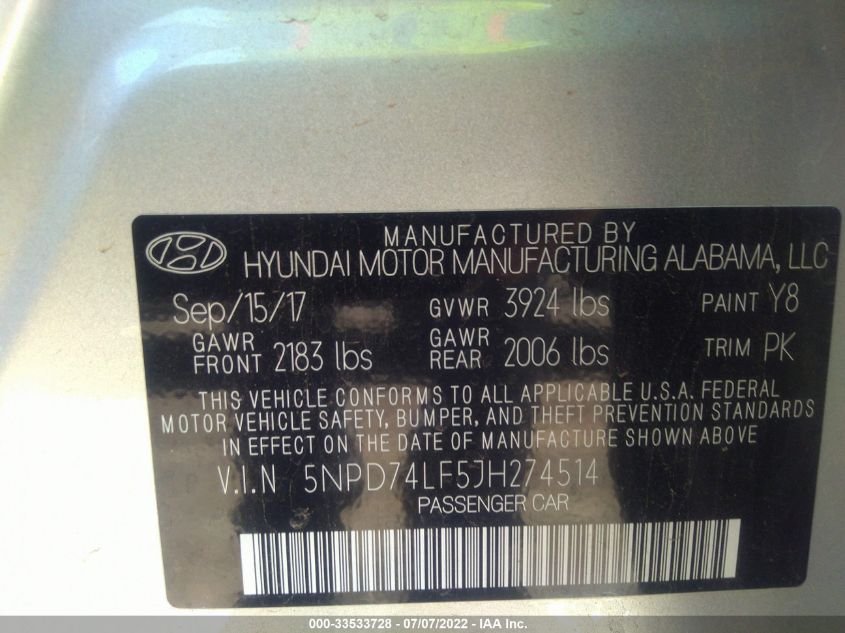 MANUFACTURED BY
HYUNDAI MOTOR MANUFACTURING ALABAMA, LLC
Sep/15/17 GVWR 3924 lbs PAINT Y8
GAWR FRONT 2183 lbs GAWR REAR 2006 lbs TRIM PK
THIS VEHICLE CONFORMS TO ALL APPLICABLE U.S.A. FEDERAL
MOTOR VEHICLE SAFETY, BUMPER, AND THEFT PREVENTION STANDARDS
IN EFFECT ON THE DATE OF MANUFACTURE SHOWN ABOVE
V.I.N 5NPD74LF5JH274514
PASSENGER CAR
000-33533728 - 07/07/2022 - IAA Inc.